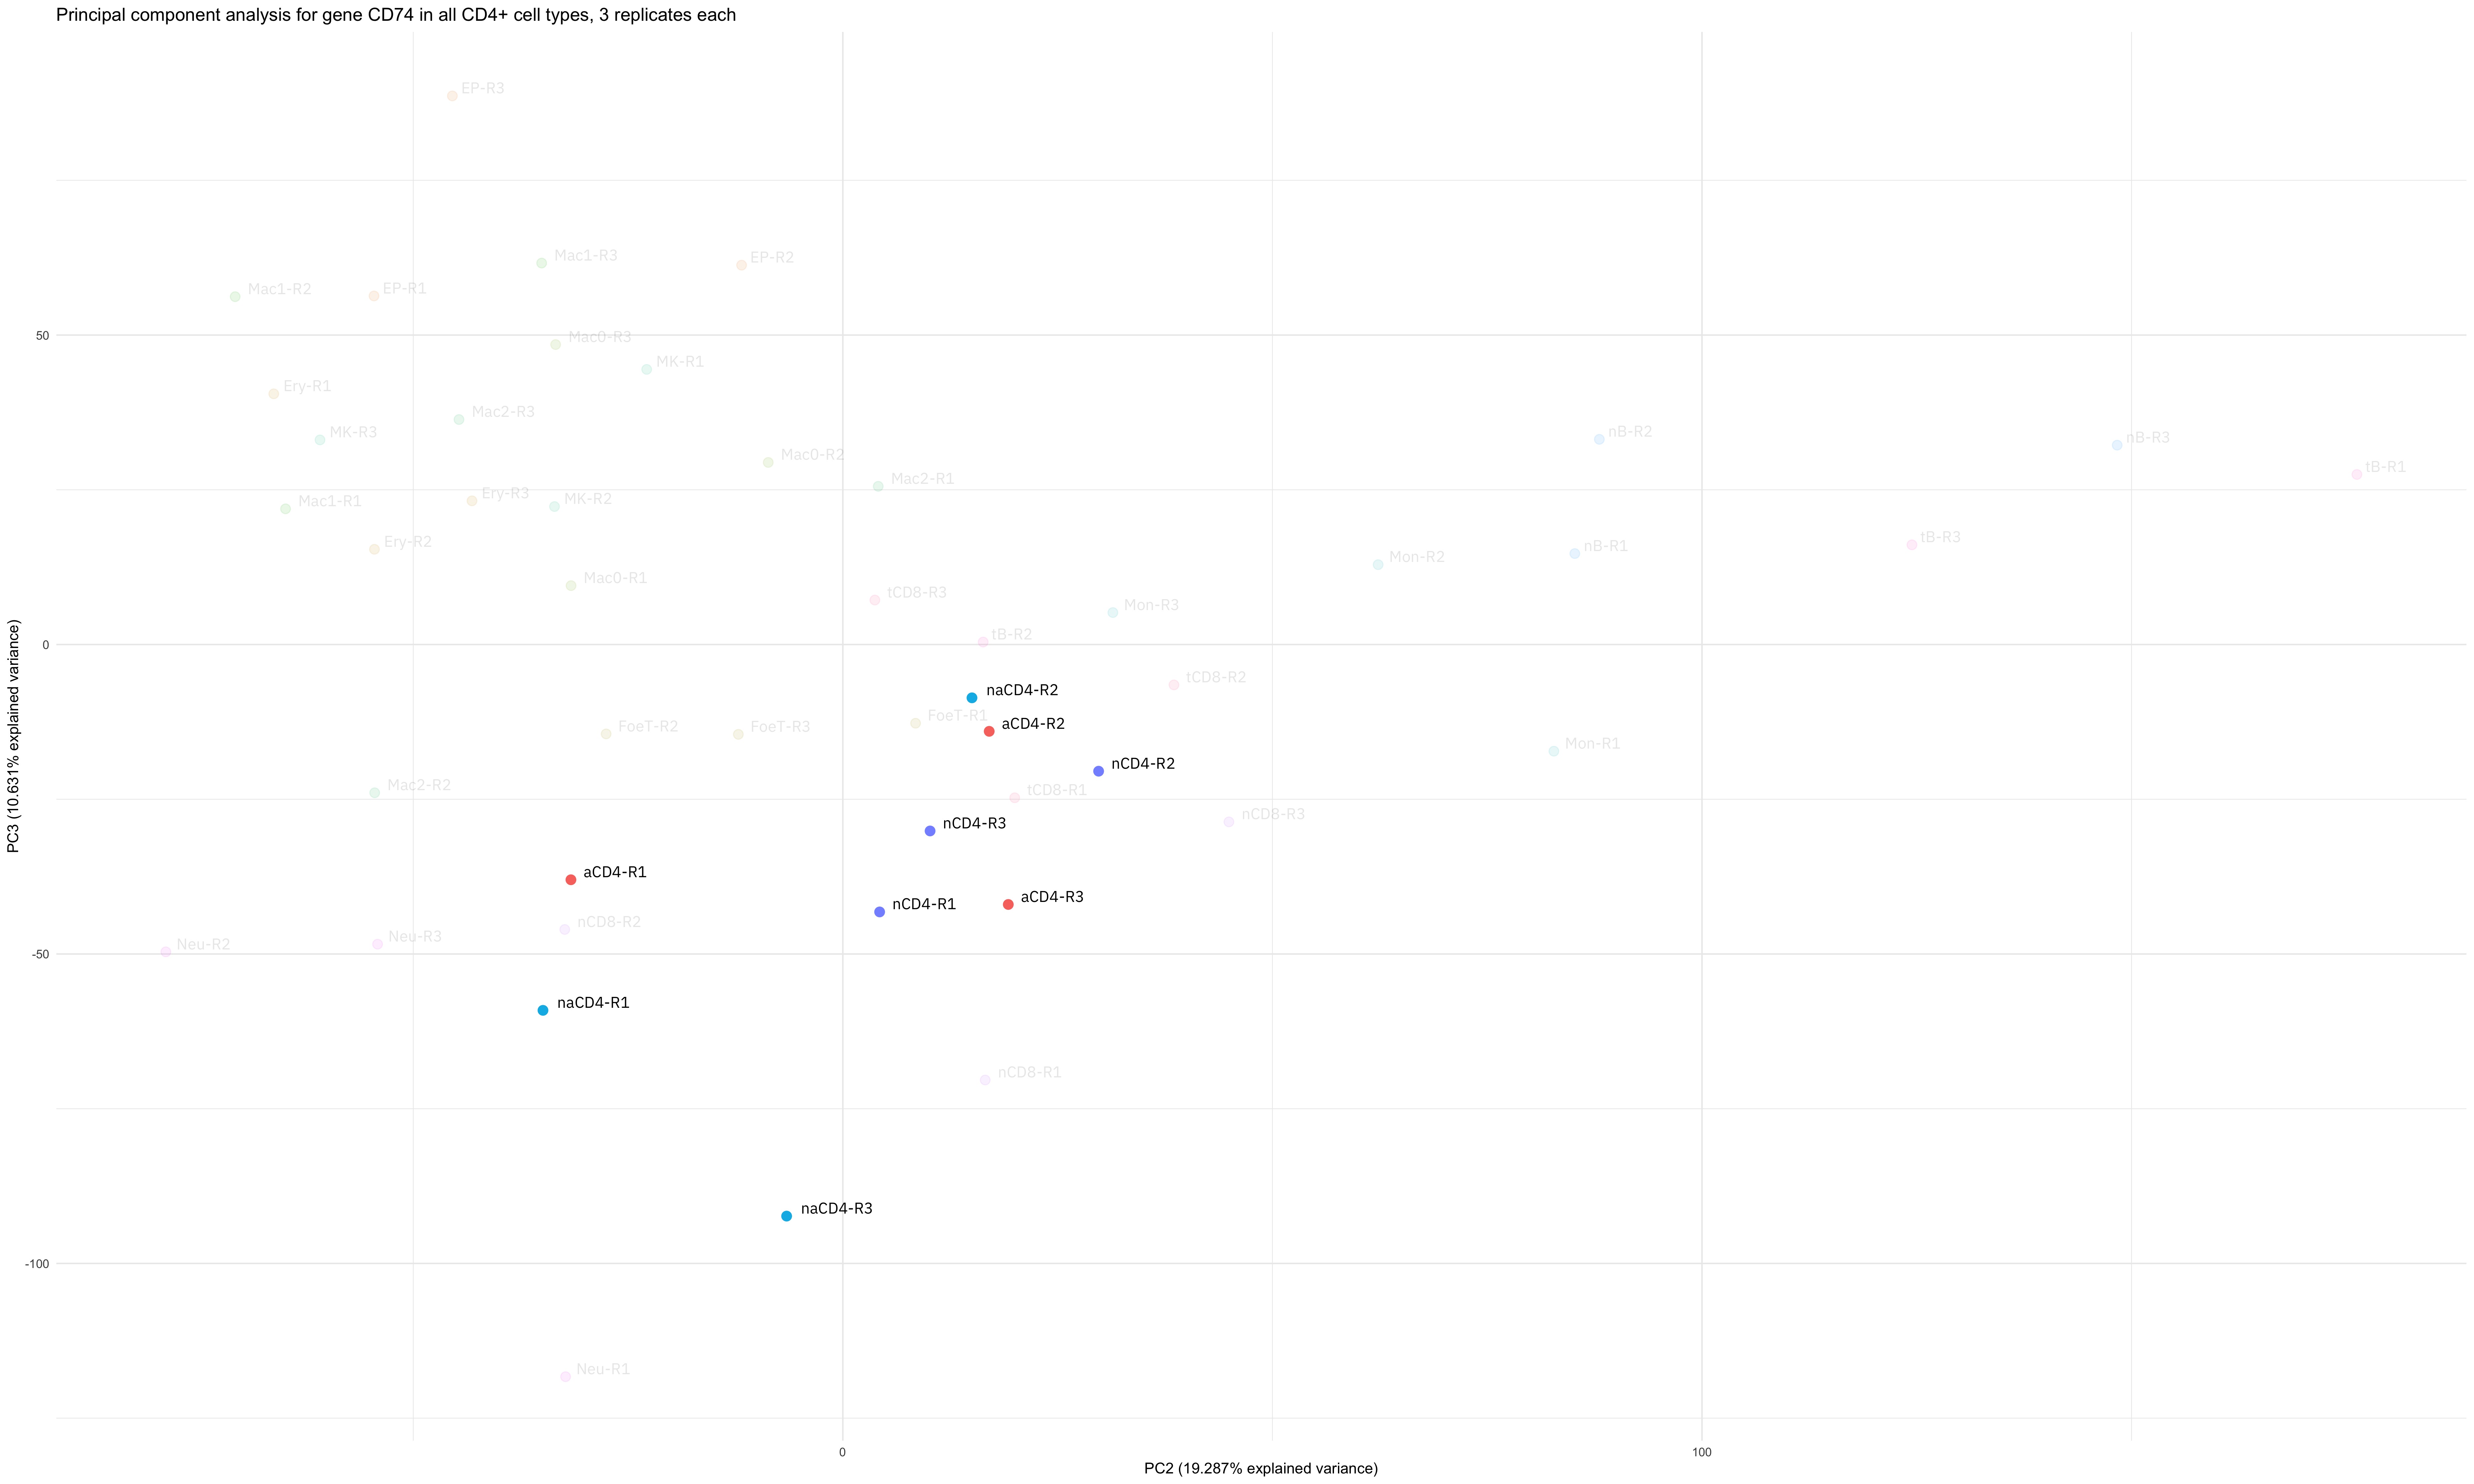 Principal component analysis for gene CD74 in all CD4+ cell types, 3 replicates each
EP-R3
Mac1-R3
EP-R2
Mac1-R2
EP-R1
50
Mac0-R3
MK-R1
Ery-R1
Mac2-R3
MK-R3
nB-R2
nB-R3
Mac0-R2
tB-R1
Mac2-R1
Ery-R3
MK-R2
Mac1-R1
Ery-R2
tB-R3
nB-R1
Mon-R2
Mac0-R1
tCD8-R3
Mon-R3
tB-R2
0
tCD8-R2
naCD4-R2
FoeT-R1
aCD4-R2
FoeT-R2
FoeT-R3
Mon-R1
nCD4-R2
Mac2-R2
tCD8-R1
nCD8-R3
nCD4-R3
aCD4-R1
aCD4-R3
nCD4-R1
nCD8-R2
Neu-R3
Neu-R2
-50
naCD4-R1
nCD8-R1
naCD4-R3
-100
Neu-R1
PC3 (10.631% explained variance)
0
100
PC2 (19.287% explained variance)